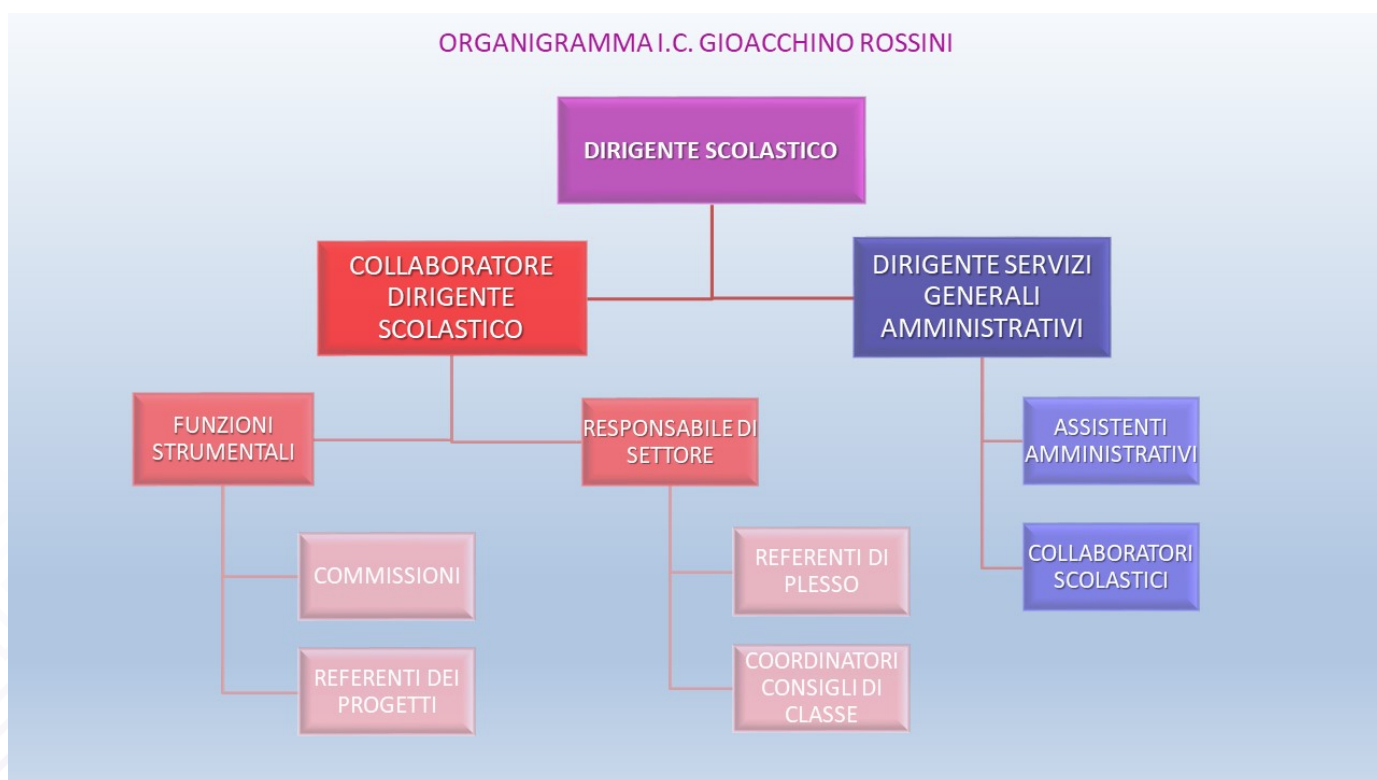 ORGANIGRAMMA I.C. GIOACCHINO ROSSINI
DIRIGENTE SCOLASTICO
COLLABORATORE
DIRIGENTE
SCOLASTICO
DIRIGENTE SERVIZI
GENERALI
AMMINISTRATIVI
FUNZIONI
STRUMENTALI
RESPONSABILE DI
SETTORE
ASSISTENTI
AMMINISTRATIVI
COMMISSIONI
REFERENTI DI
PLESSO
COLLABORATORI
SCOLASTICI
REFERENTI DEI
PROGETTI
COORDINATORI
CONSIGLI DI
CLASSE